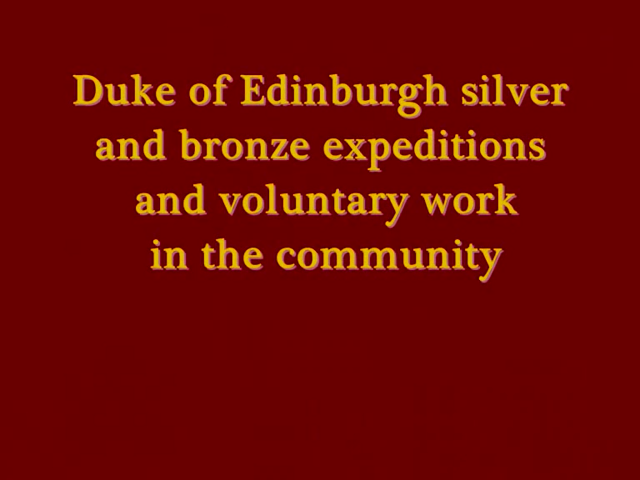 Duke of Edinburgh silver
and bronze expeditions
and voluntary work
in the community